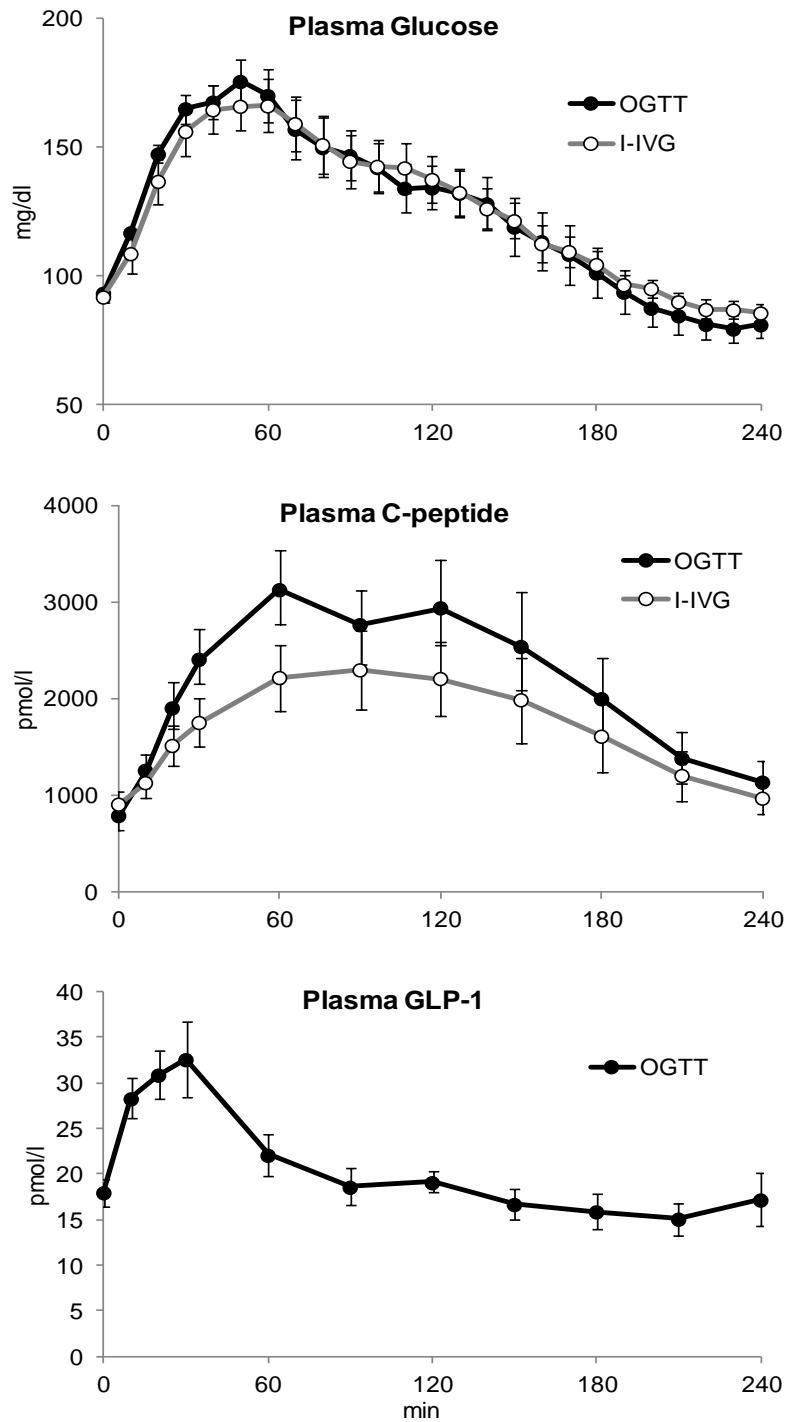 Plasma Glucose
200
150
100
50
mg/dl
OGTT
I-IVG
0 60 120 180 240
Plasma C-peptide
4000
3000
2000
1000
0
pmol/l
OGTT
I-IVG
0 60 120 180 240
Plasma GLP-1
40
35
30
25
20
15
10
5
0
pmol/l
OGTT
0 60 120 180 240
min